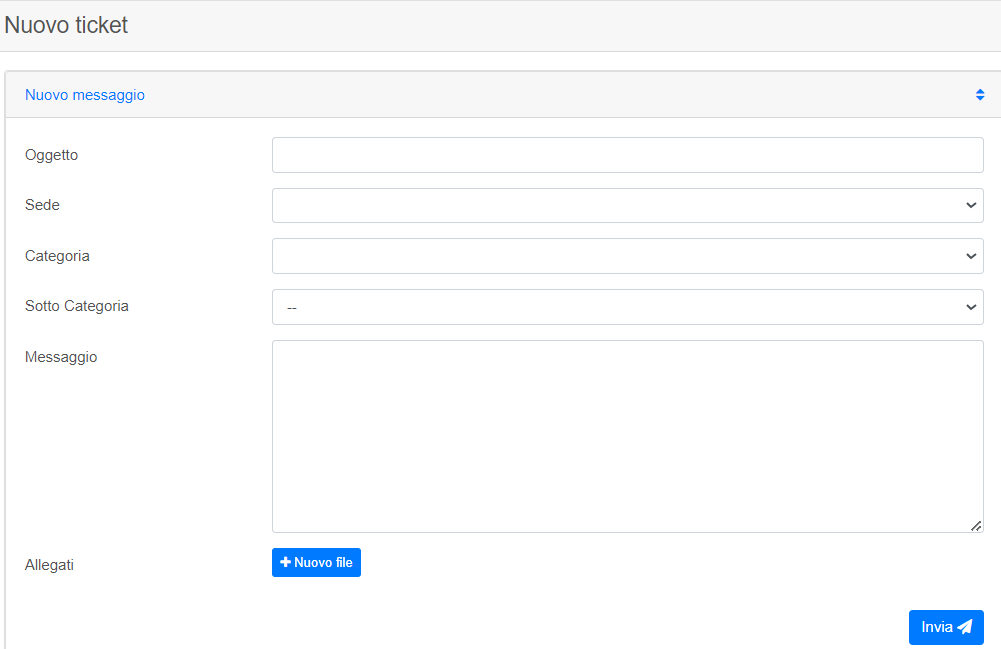 Nuovo ticket
Nuovo messaggio
Oggetto
Sede
Categoria
Sotto Categoria
--
Messaggio
Allegati
Nuovo file
Invia